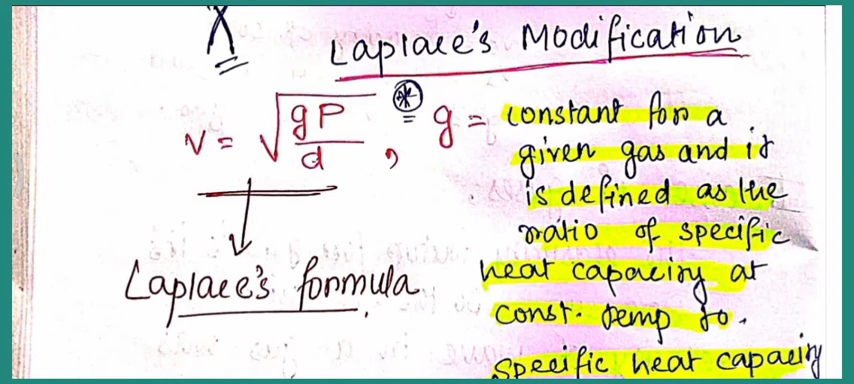 X
Laplace's Modification
v = √(gP/d) , ⊛ g = constant for a
given gas and it
is defined as the
ratio of specific
heat capacity at
const. temp to.
specific heat capacity
Laplace's formula.